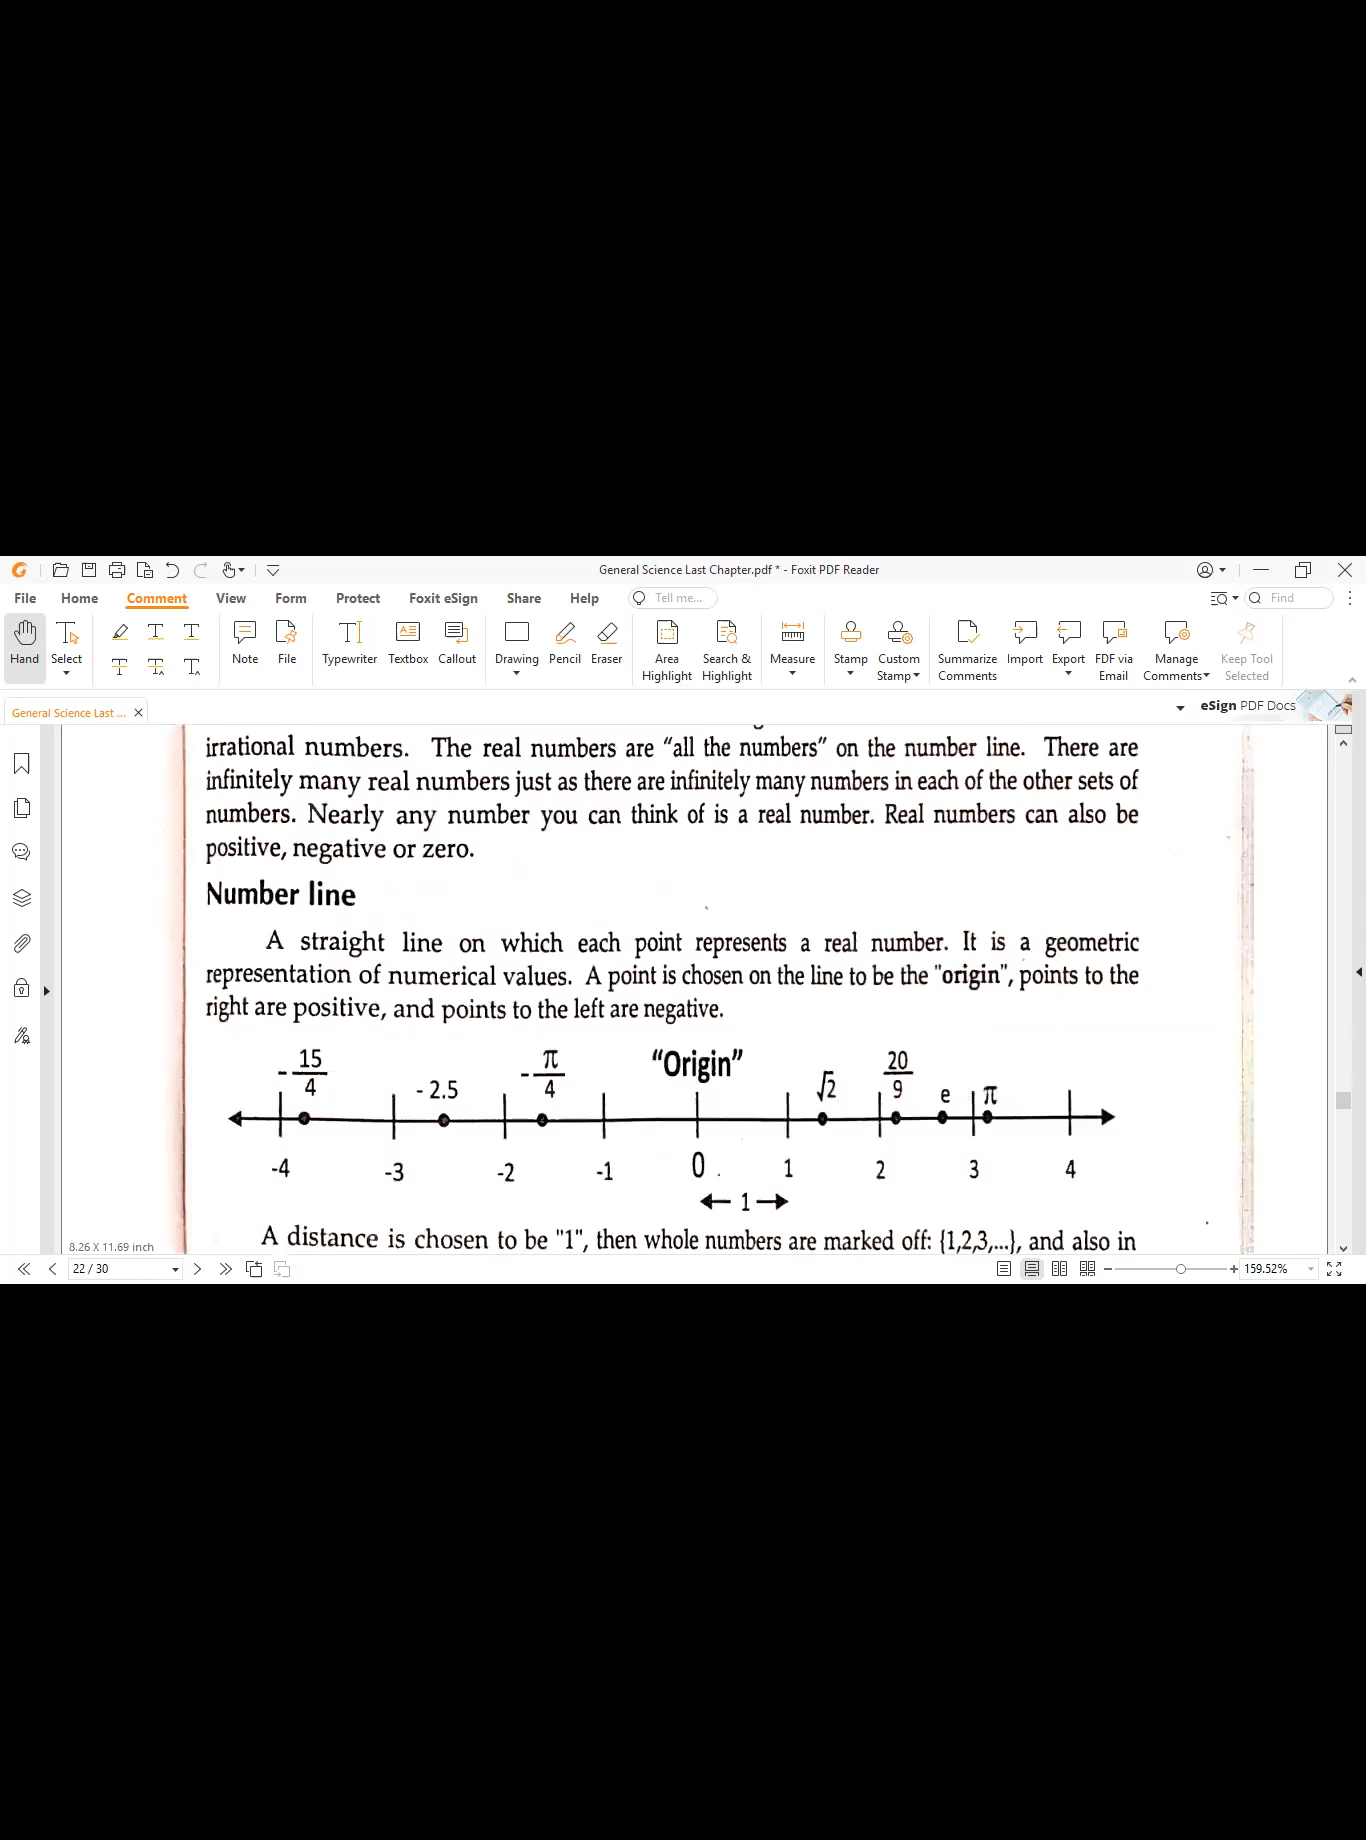 General Science Last Chapter.pdf * - Foxit PDF Reader
File Home Comment View Form Protect Foxit eSign Share Help Tell me... Find
Hand Select Note File Typewriter Textbox Callout Drawing Pencil Eraser Area Highlight Search & Highlight Measure Stamp Custom Stamp Summarize Comments Import Export FDF via Email Manage Comments Keep Tool Selected
General Science Last ... eSign PDF Docs
irrational numbers. The real numbers are “all the numbers” on the number line. There are
infinitely many real numbers just as there are infinitely many numbers in each of the other sets of
numbers. Nearly any number you can think of is a real number. Real numbers can also be
positive, negative or zero.
Number line
A straight line on which each point represents a real number. It is a geometric
representation of numerical values. A point is chosen on the line to be the "origin", points to the
right are positive, and points to the left are negative.
-15/4 - 2.5 -π/4 “Origin” √2 20/9 e π
-4 -3 -2 -1 0 1 2 3 4
1
A distance is chosen to be "1", then whole numbers are marked off: {1,2,3,...}, and also in
8.26 X 11.69 inch
22 / 30 159.52%